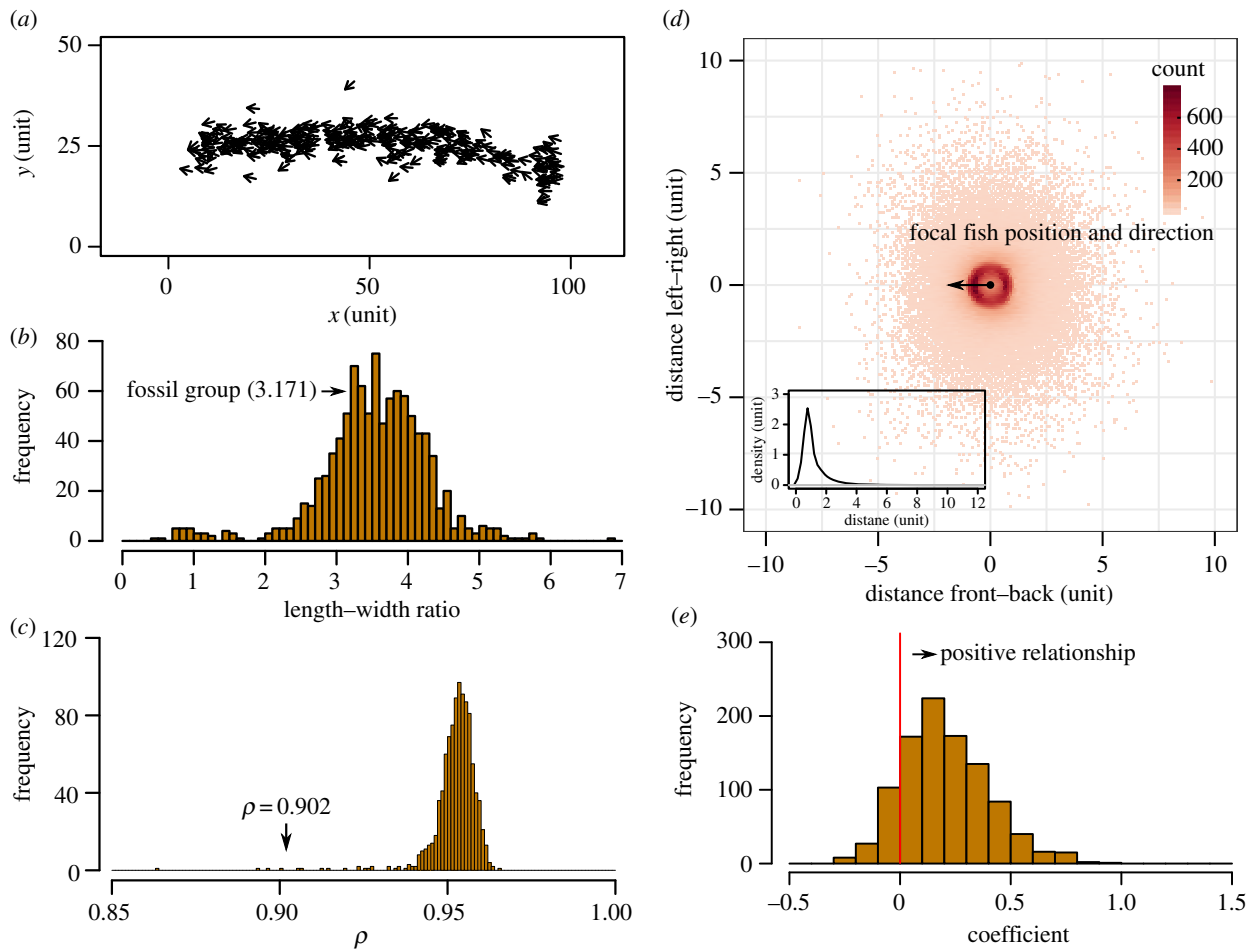 (a)
50
25
0
y (unit)
0
50
100
x (unit)
(b)
80
60
40
20
0
frequency
fossil group (3.171)
0
1
2
3
4
5
6
7
length–width ratio
(c)
120
80
40
0
frequency
ρ = 0.902
0.85
0.90
0.95
1.00
ρ
(d)
10
5
0
–5
–10
distance left–right (unit)
count
600
400
200
focal fish position and direction
3
2
1
0
density (unit)
0
2
4
6
8
10
12
distane (unit)
–10
–5
0
5
10
distance front–back (unit)
(e)
300
200
100
0
frequency
positive relationship
–0.5
0
0.5
1.0
1.5
coefficient